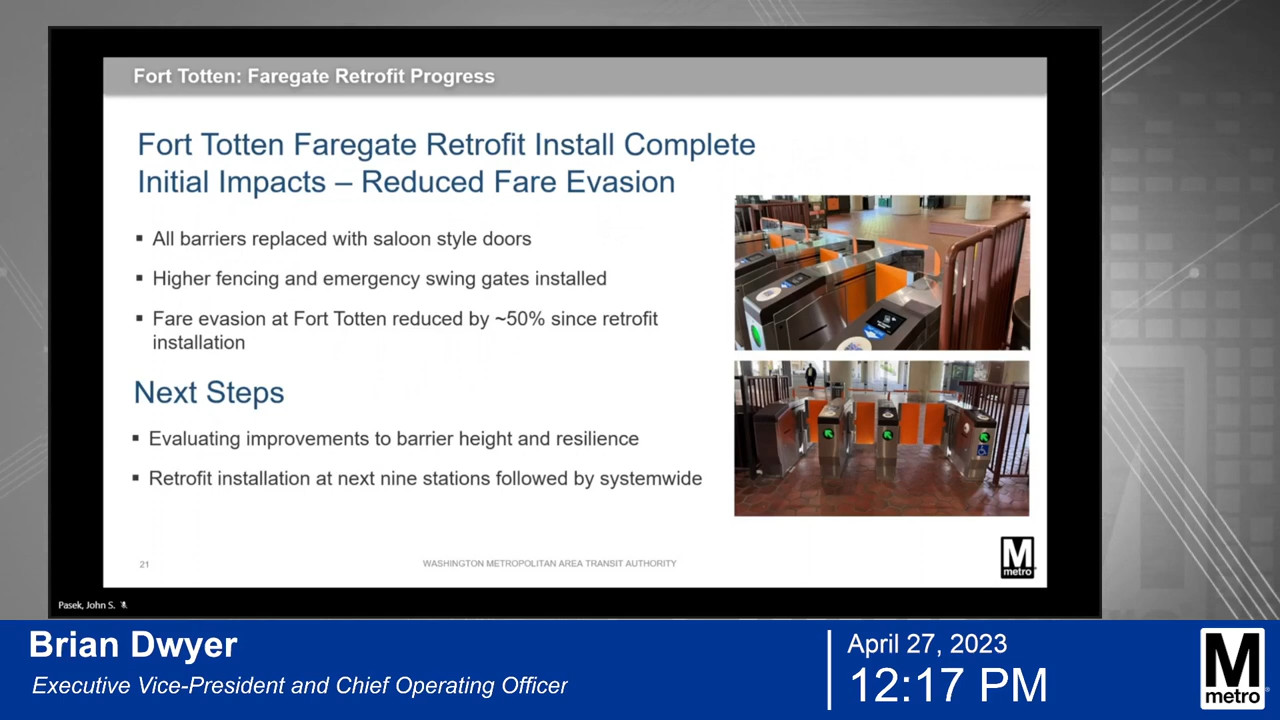 Fort Totten: Faregate Retrofit Progress
Fort Totten Faregate Retrofit Install Complete
Initial Impacts – Reduced Fare Evasion
▪ All barriers replaced with saloon style doors
▪ Higher fencing and emergency swing gates installed
▪ Fare evasion at Fort Totten reduced by ~50% since retrofit
installation
Next Steps
▪ Evaluating improvements to barrier height and resilience
▪ Retrofit installation at next nine stations followed by systemwide
21
WASHINGTON METROPOLITAN AREA TRANSIT AUTHORITY
M
metro
Pasek, John S.
Brian Dwyer
Executive Vice-President and Chief Operating Officer
April 27, 2023
12:17 PM
M
metro®